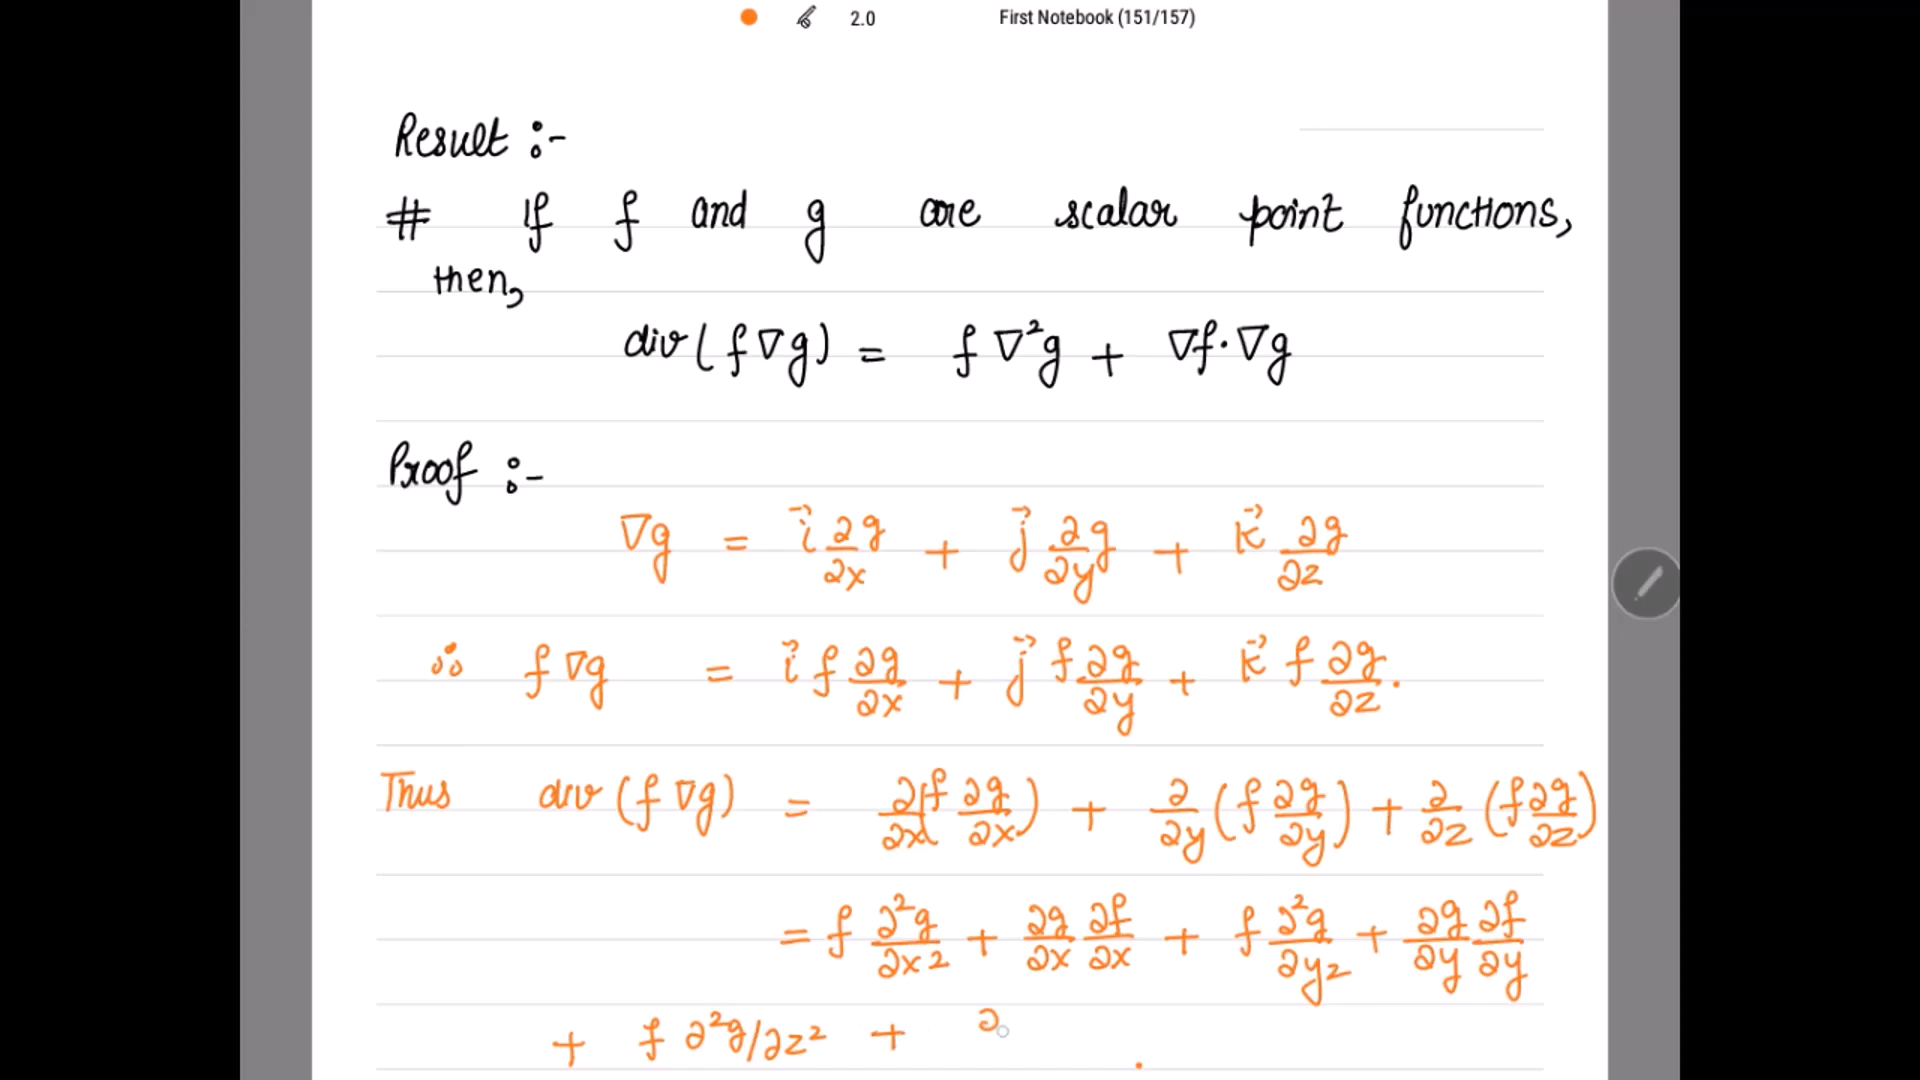 2.0 First Notebook (151/157)
Result :-
# If f and g are scalar point functions,
then,
div(f∇g) = f∇²g + ∇f·∇g
Proof :-
∇g = i⃗ ∂g/∂x + j⃗ ∂g/∂y + k⃗ ∂g/∂z
∴ f∇g = i⃗ f ∂g/∂x + j⃗ f ∂g/∂y + k⃗ f ∂g/∂z.
Thus div(f∇g) = ∂/∂x(f ∂g/∂x) + ∂/∂y(f ∂g/∂y) + ∂/∂z(f ∂g/∂z)
= f ∂²g/∂x² + ∂g/∂x ∂f/∂x + f ∂²g/∂y² + ∂g/∂y ∂f/∂y
+ f ∂²g/∂z² + ∂